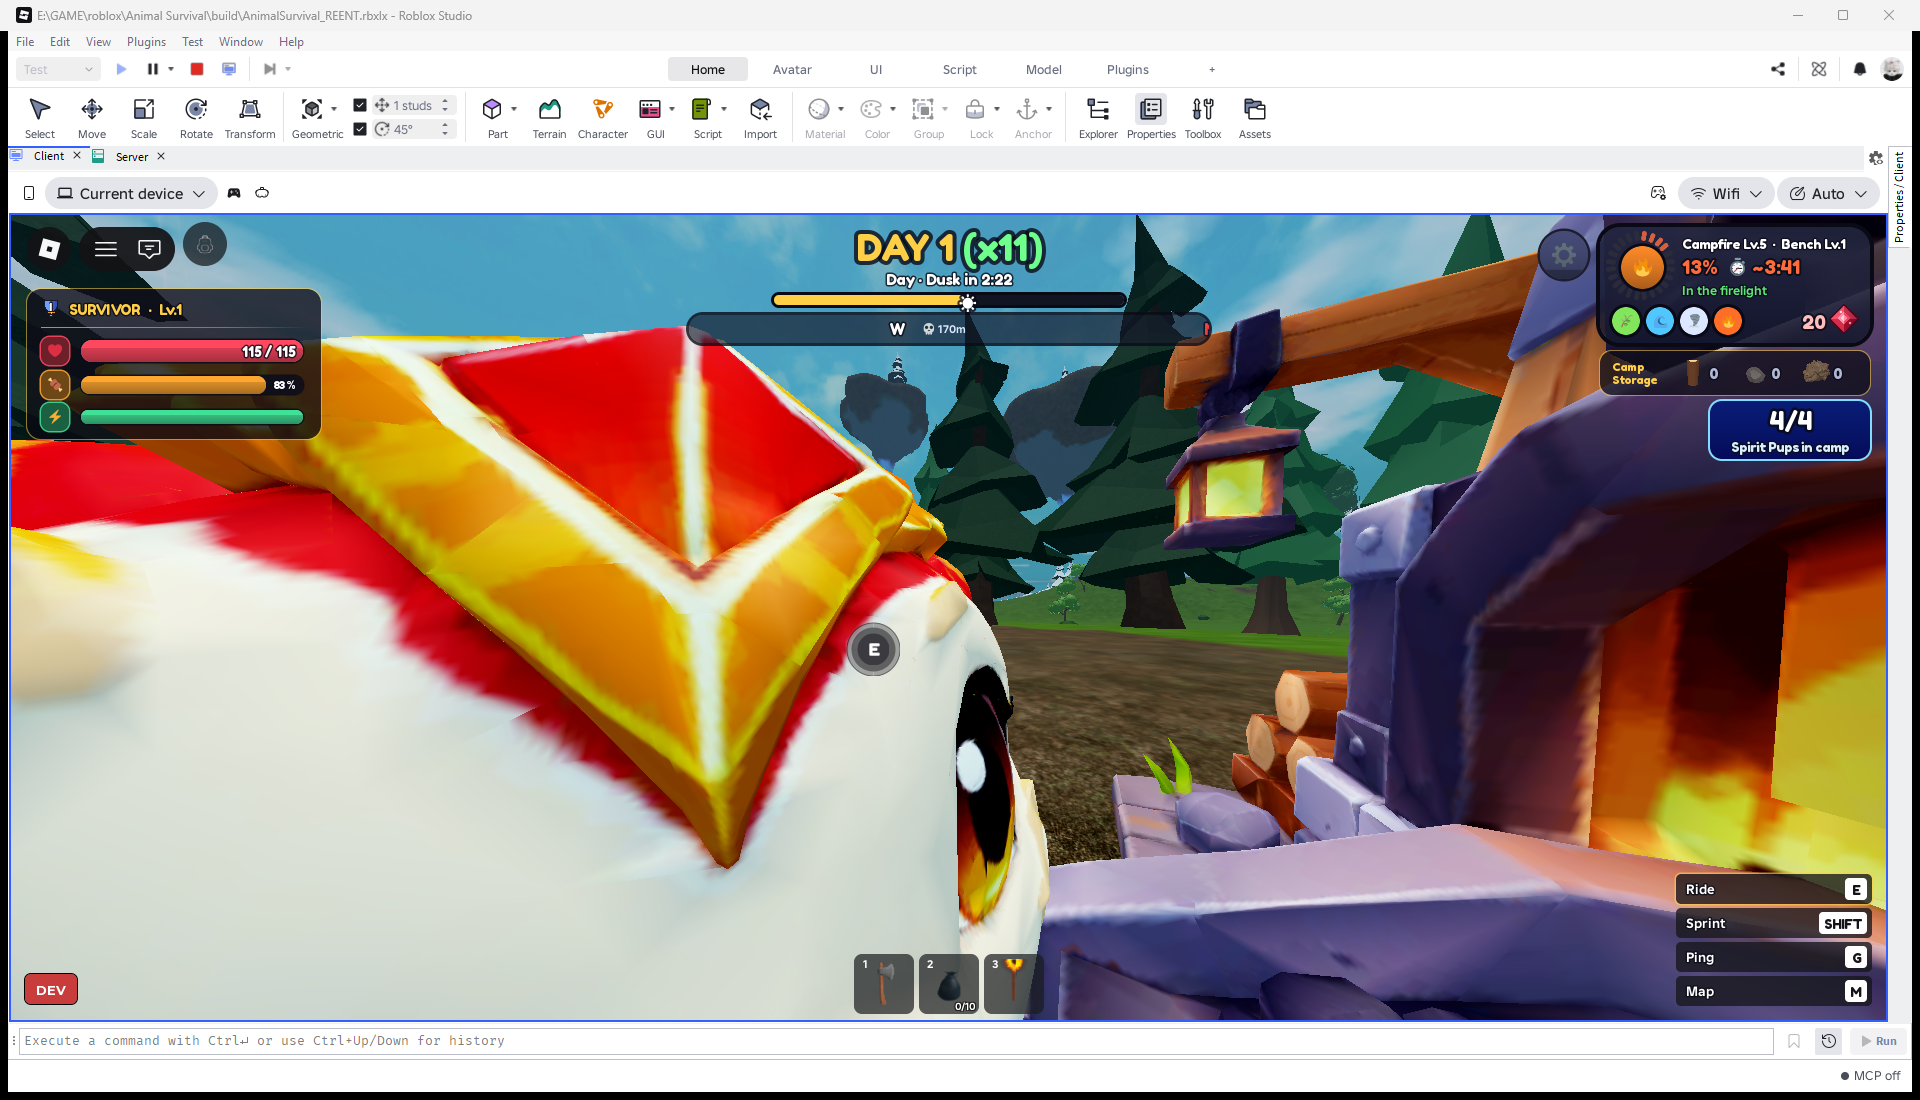 E:\GAME\roblox\Animal Survival\build\AnimalSurvival_REENT.rbxlx - Roblox Studio
File Edit View Plugins Test Window Help
Test
Home Avatar UI Script Model Plugins +
1 studs
45°
Select Move Scale Rotate Transform Geometric Part Terrain Character GUI Script Import Material Color Group Lock Anchor Explorer Properties Toolbox Assets
Client Server
Properties / Client
Current device
Wifi
Auto
DAY 1 (x11)
Day · Dusk in 2:22
W 170m
SURVIVOR · Lv.1
115 / 115
83%
Campfire Lv.5 · Bench Lv.1
13% ~3:41
In the firelight
20
Camp Storage 0 0 0
4/4
Spirit Pups in camp
E
Ride E
Sprint SHIFT
Ping G
Map M
1 2 3
0/10
DEV
Execute a command with Ctrl↵ or use Ctrl+Up/Down for history
Run
MCP off